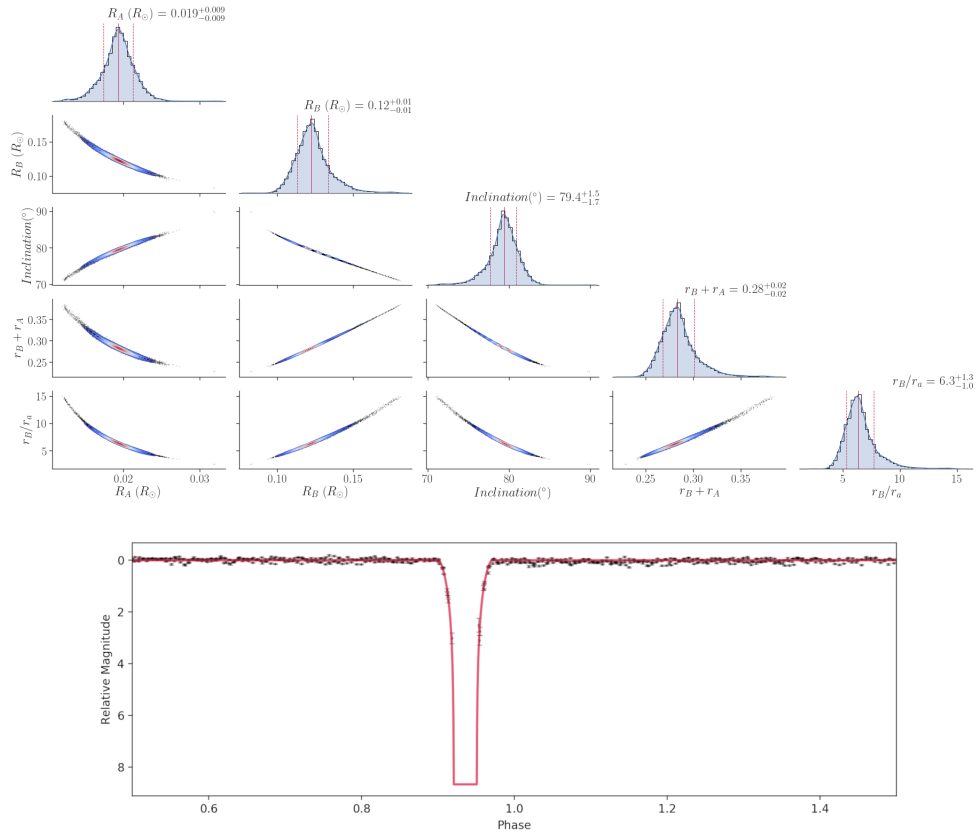 R_A (R_⊙) = 0.019^{+0.009}_{-0.009}
R_B (R_⊙) = 0.12^{+0.01}_{-0.01}
0.15
0.10
R_B (R_⊙)
Inclination(°) = 79.4^{+1.5}_{-1.7}
90
80
70
Inclination(°)
r_B + r_A = 0.28^{+0.02}_{-0.02}
0.35
0.30
0.25
r_B + r_A
r_B/r_a = 6.3^{+1.3}_{-1.0}
15
10
5
r_B/r_a
0.02 0.03 0.10 0.15 70 80 90 0.25 0.30 0.35 5 10 15
R_A (R_⊙) R_B (R_⊙) Inclination(°) r_B + r_A r_B/r_a
0
2
4
6
8
Relative Magnitude
0.6 0.8 1.0 1.2 1.4
Phase